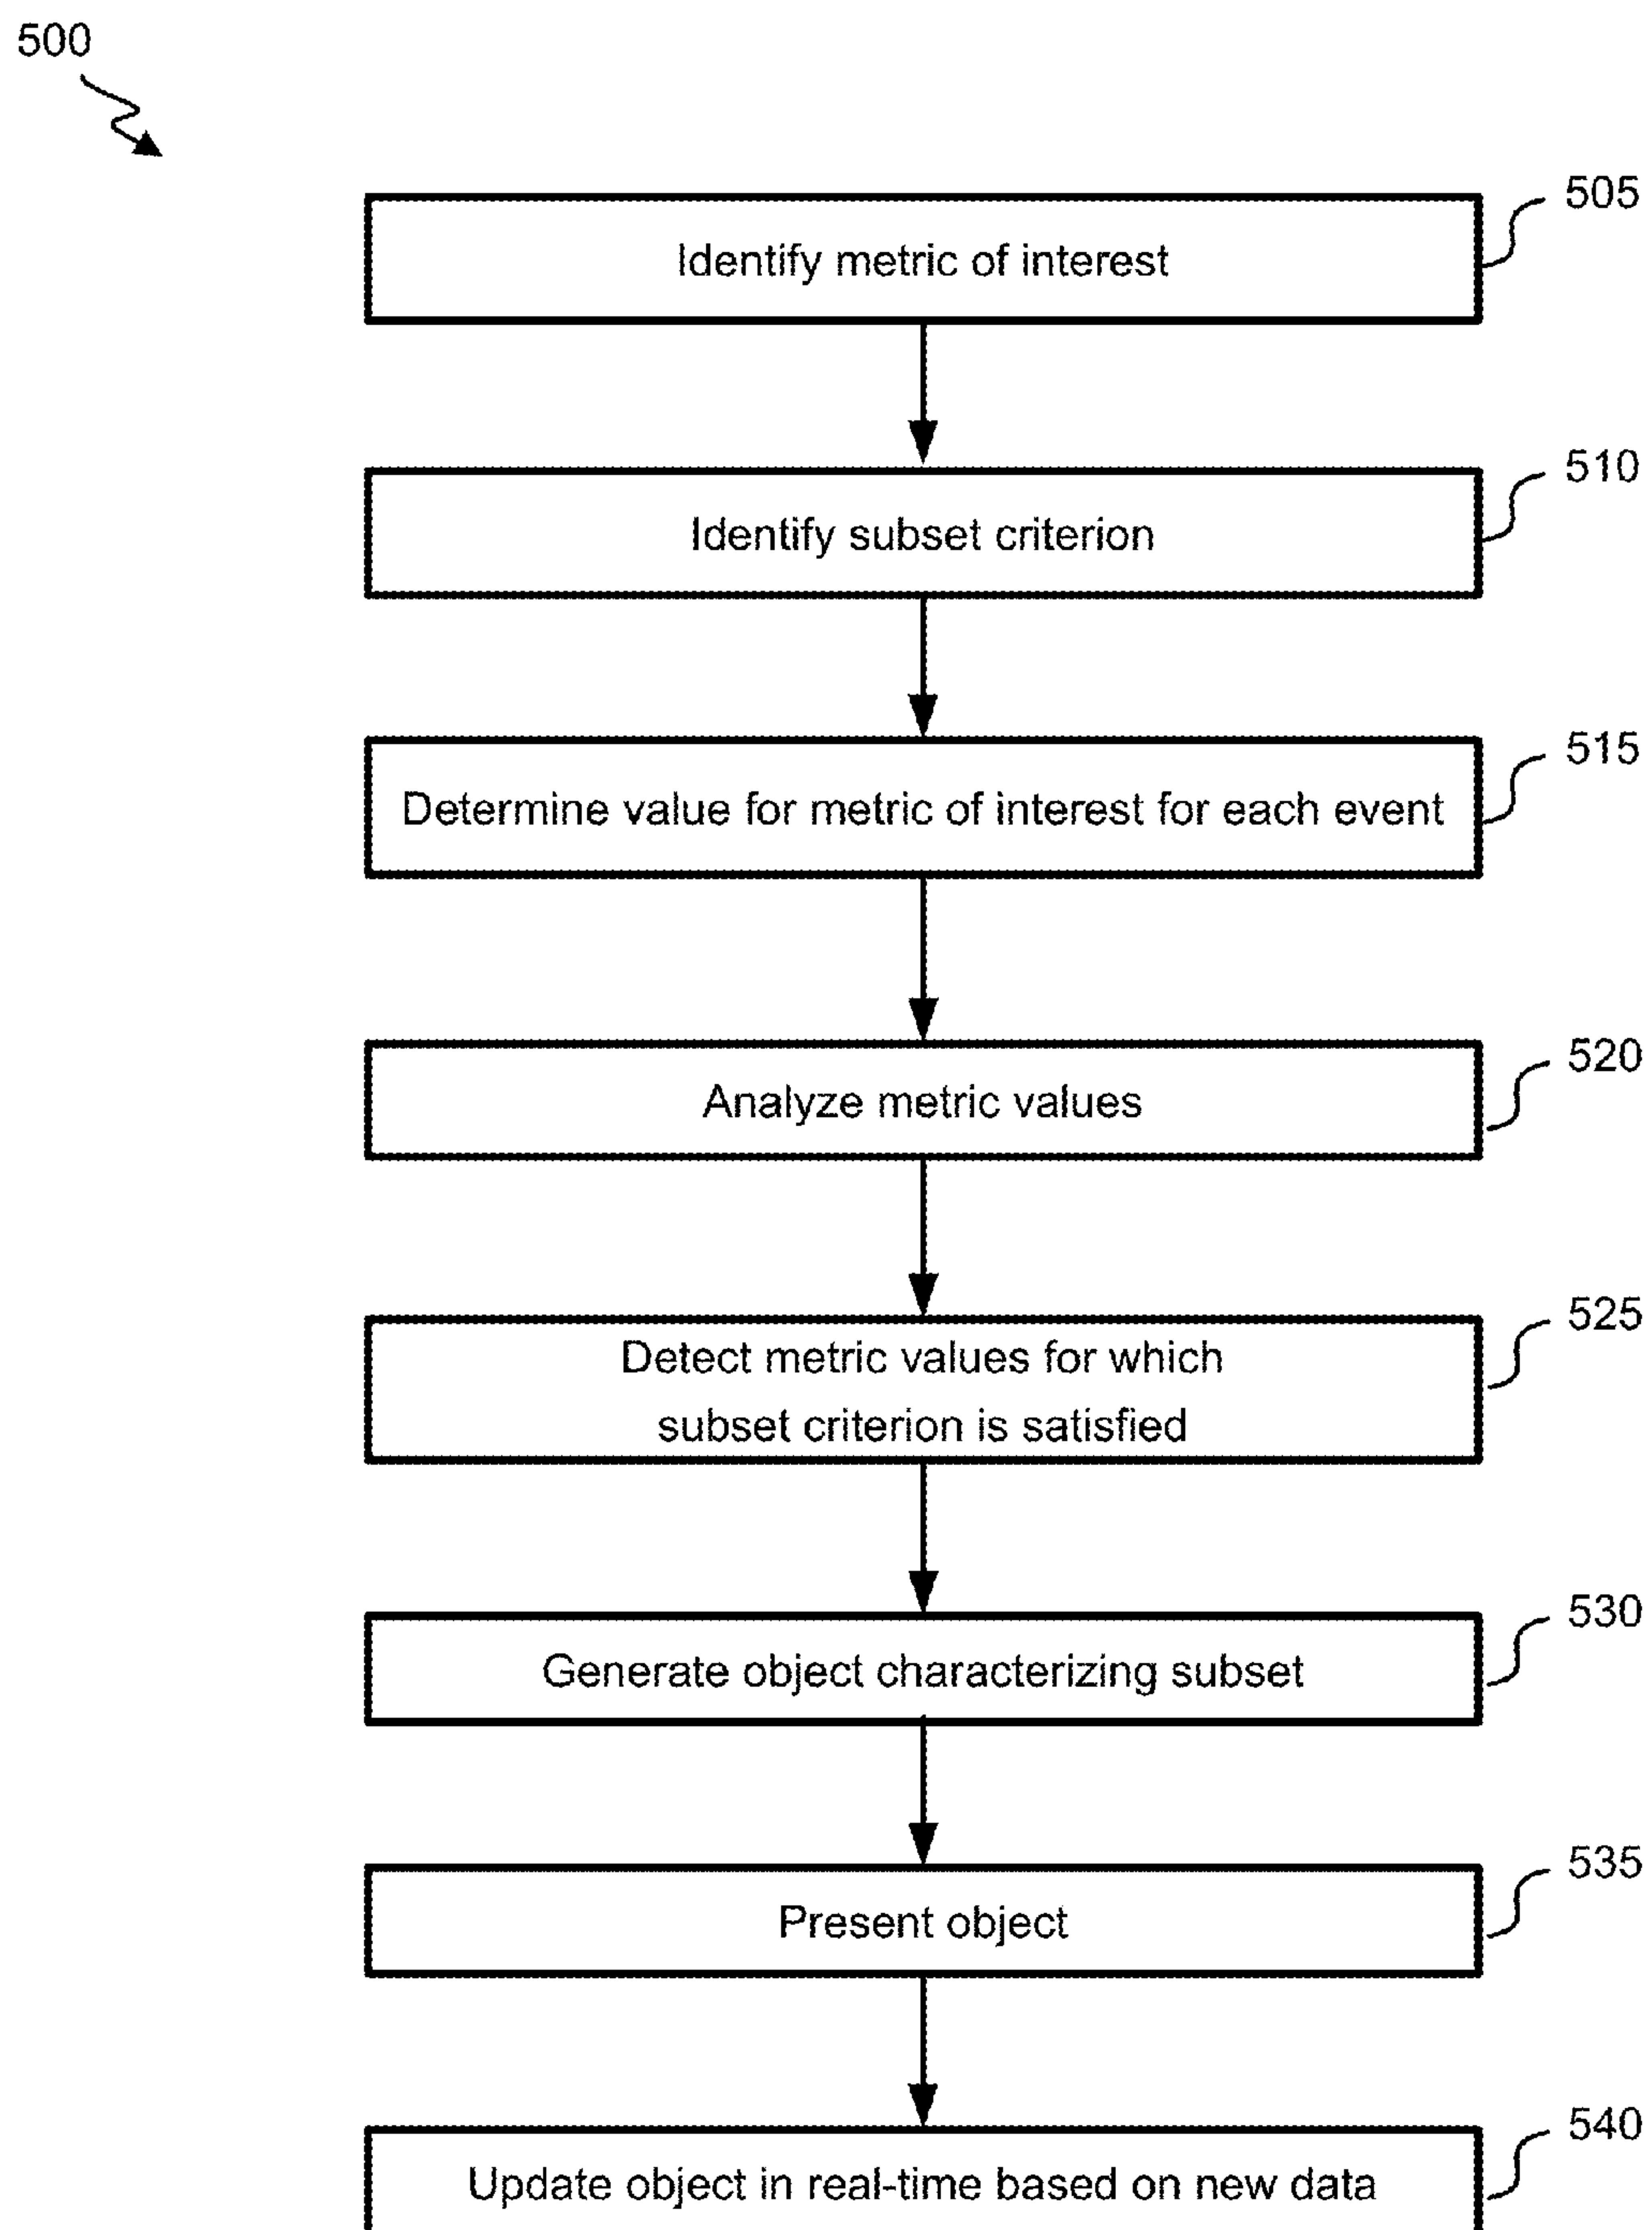 500
505
Identify metric of interest
510
Identify subset criterion
515
Determine value for metric of interest for each event
520
Analyze metric values
525
Detect metric values for which
subset criterion is satisfied
530
Generate object characterizing subset
535
Present object
540
Update object in real-time based on new data